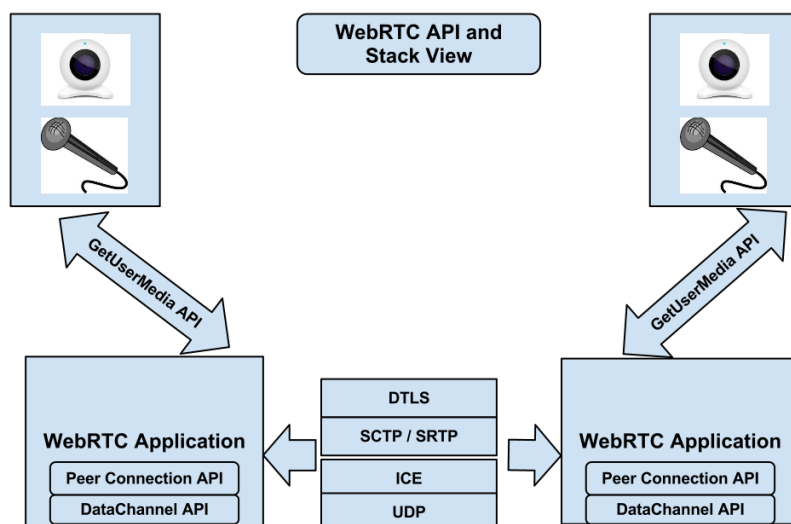 WebRTC API and
Stack View
GetUserMedia API
GetUserMedia API
WebRTC Application
Peer Connection API
DataChannel API
DTLS
SCTP / SRTP
ICE
UDP
WebRTC Application
Peer Connection API
DataChannel API